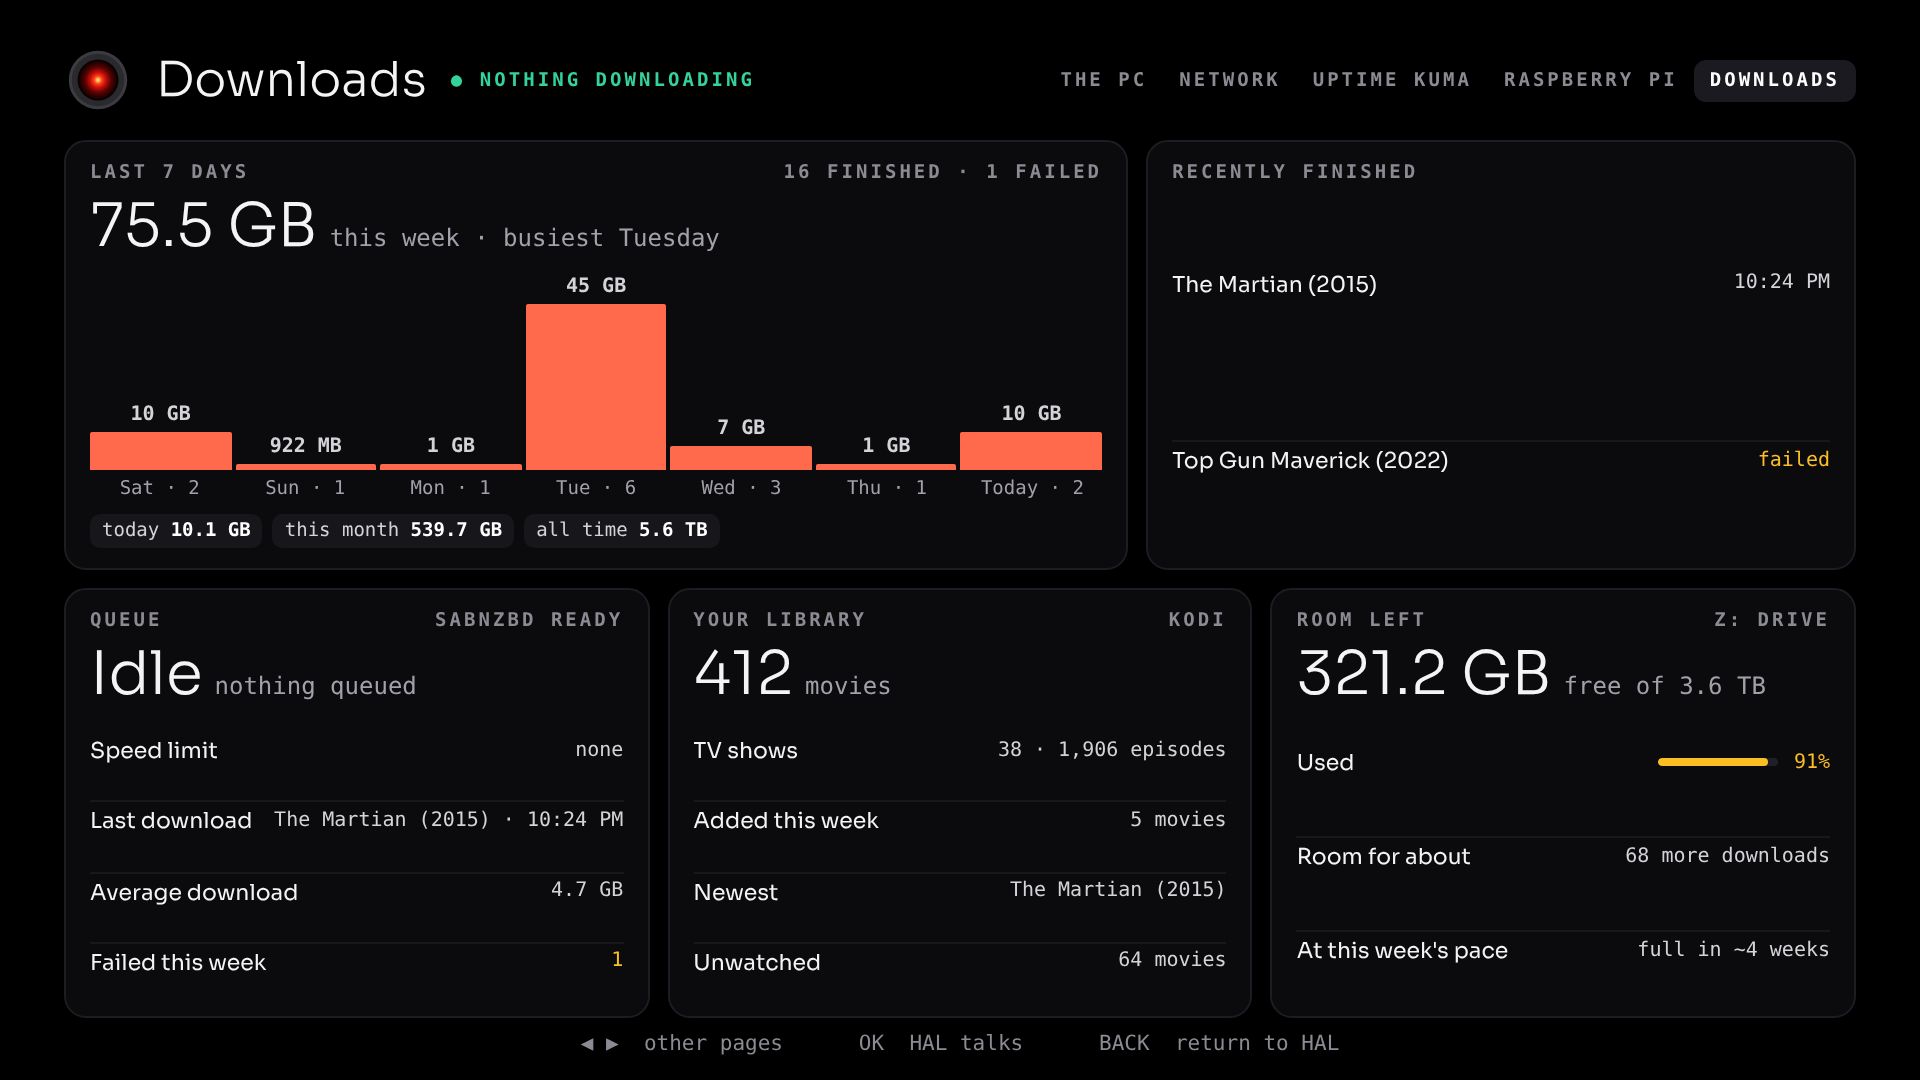 Downloads
● NOTHING DOWNLOADING
THE PC
NETWORK
UPTIME KUMA
RASPBERRY PI
DOWNLOADS
LAST 7 DAYS
16 FINISHED · 1 FAILED
75.5 GB this week · busiest Tuesday
10 GB
922 MB
1 GB
45 GB
7 GB
1 GB
10 GB
Sat · 2
Sun · 1
Mon · 1
Tue · 6
Wed · 3
Thu · 1
Today · 2
today 10.1 GB
this month 539.7 GB
all time 5.6 TB
RECENTLY FINISHED
The Martian (2015) 10:24 PM
Top Gun Maverick (2022) failed
QUEUE
SABNZBD READY
Idle nothing queued
Speed limit none
Last download The Martian (2015) · 10:24 PM
Average download 4.7 GB
Failed this week 1
YOUR LIBRARY
KODI
412 movies
TV shows 38 · 1,906 episodes
Added this week 5 movies
Newest The Martian (2015)
Unwatched 64 movies
ROOM LEFT
Z: DRIVE
321.2 GB free of 3.6 TB
Used 91%
Room for about 68 more downloads
At this week's pace full in ~4 weeks
◀ ▶ other pages
OK HAL talks
BACK return to HAL